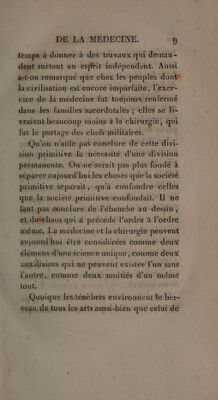 DE LA MÉDECINE. 9
temps à donner à des travaux qui deman-
dent surtout un esprit indépendant. Aussi
a-t-on remarqué que chez les peuples dont
la civilisation est encore imparfaite, l'exer-
cice de la médecine fut toujours renfermé
dans les familles sacerdotales ; elles se li-
vraient beaucoup moins à la chirurgie, qui
fut le partage des chefs militaires.
Qu'on n'aille pas conclure de cette divi-
sion primitive la nécessité d'une division
permanente. On ne serait pas plus fondé à
séparer aujourd'hui les choses que la société
primitive séparait, qu'à confondre celles
que la société primitive confondait. Il ne
faut pas conclure de l'ébauche au dessin,
et du chaos qui a précédé l'ordre à l'ordre
même. La médecine et la chirurgie peuvent
aujourd'hui être considérées comme deux
élémens d'une science unique, comme deux
auxiliaires qui ne peuvent exister l'un sans
l'autre, comme deux moitiés d'un même
tout.
Quoique les ténèbres environnent le ber-
ceau de tous les arts aussi-bien que celui de